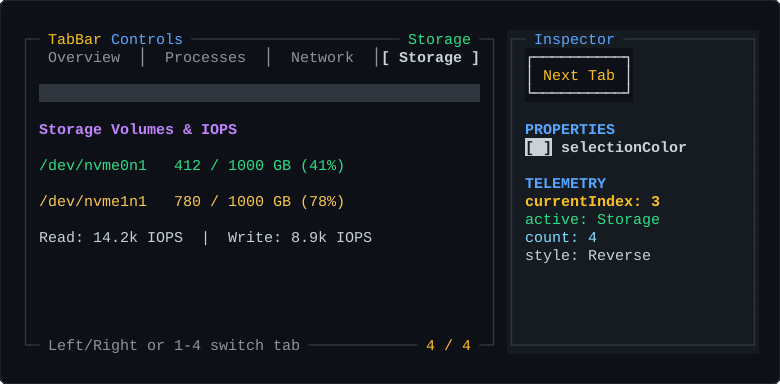 TabBar Controls Storage
Overview │ Processes │ Network │[ Storage ]
Storage Volumes & IOPS
/dev/nvme0n1 412 / 1000 GB (41%)
/dev/nvme1n1 780 / 1000 GB (78%)
Read: 14.2k IOPS | Write: 8.9k IOPS
Left/Right or 1-4 switch tab 4 / 4
Inspector
Next Tab
PROPERTIES
[ ] selectionColor
TELEMETRY
currentIndex: 3
active: Storage
count: 4
style: Reverse